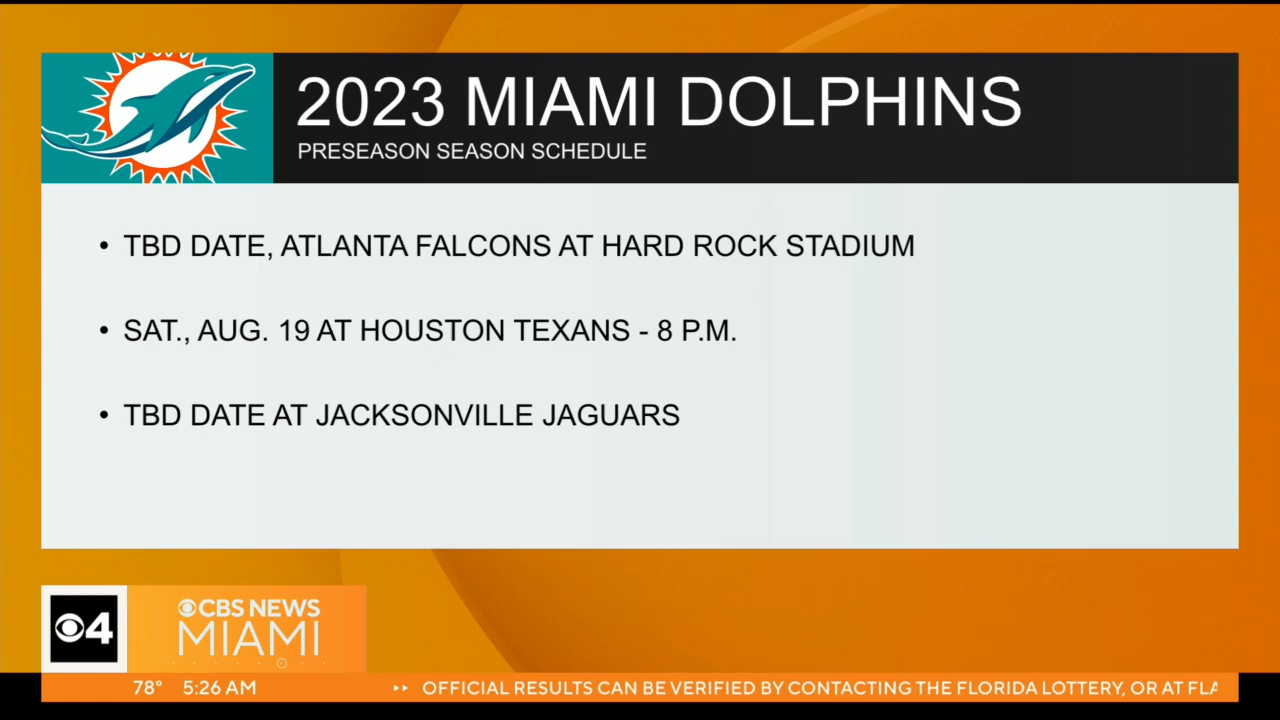 2023 MIAMI DOLPHINS
PRESEASON SEASON SCHEDULE
• TBD DATE, ATLANTA FALCONS AT HARD ROCK STADIUM
• SAT., AUG. 19 AT HOUSTON TEXANS - 8 P.M.
• TBD DATE AT JACKSONVILLE JAGUARS
4
CBS NEWS
MIAMI
78° 5:26 AM OFFICIAL RESULTS CAN BE VERIFIED BY CONTACTING THE FLORIDA LOTTERY, OR AT FLA